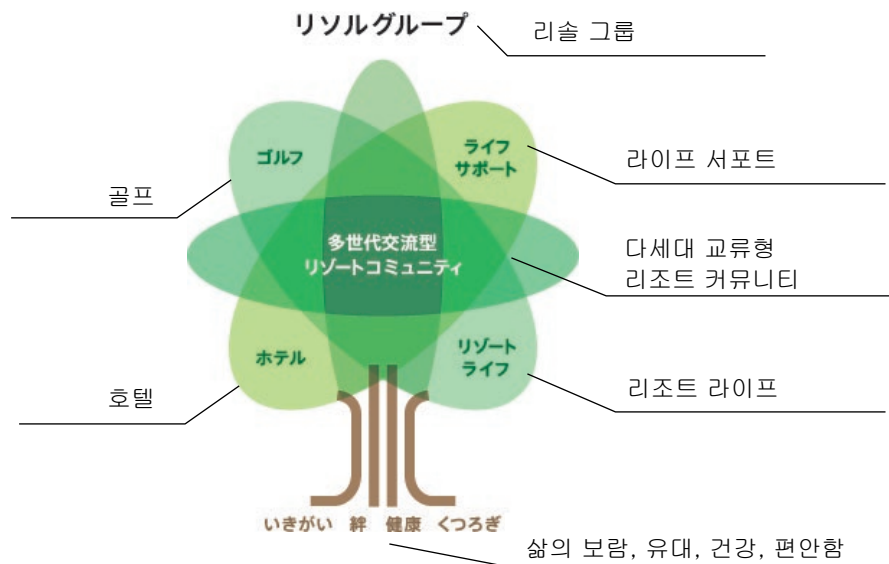 リソルグループ
리솔 그룹
ゴルフ
ライフ
サポート
라이프 서포트
골프
多世代交流型
リゾートコミュニティ
다세대 교류형
리조트 커뮤니티
ホテル
リゾート
ライフ
리조트 라이프
호텔
いきがい 絆 健康 くつろぎ
삶의 보람, 유대, 건강, 편안함